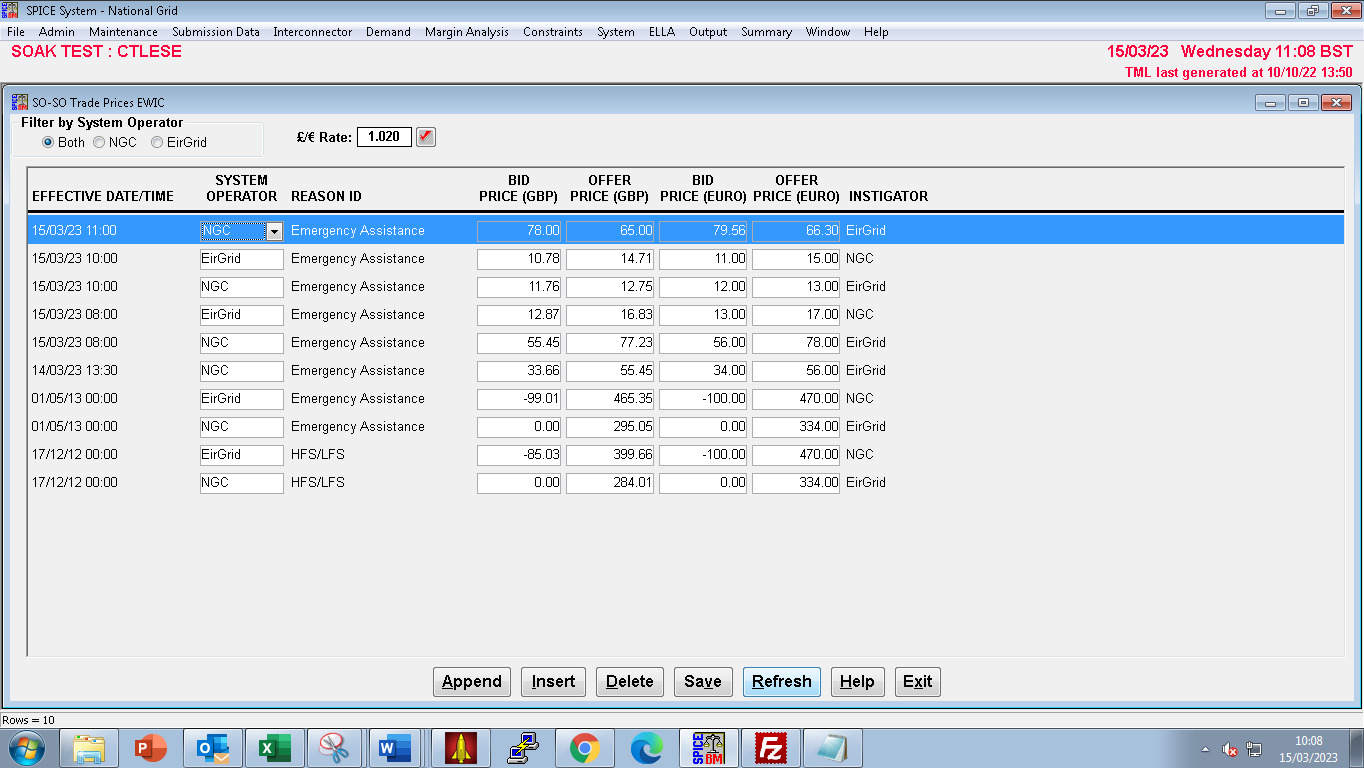 SPICE System - National Grid
File Admin Maintenance Submission Data Interconnector Demand Margin Analysis Constraints System ELLA Output Summary Window Help
SOAK TEST : CTLESE 15/03/23 Wednesday 11:08 BST
TML last generated at 10/10/22 13:50
SO-SO Trade Prices EWIC
Filter by System Operator
Both NGC EirGrid £/€ Rate: 1.020
SYSTEM BID OFFER BID OFFER
EFFECTIVE DATE/TIME OPERATOR REASON ID PRICE (GBP) PRICE (GBP) PRICE (EURO) PRICE (EURO) INSTIGATOR
15/03/23 11:00 NGC Emergency Assistance 78.00 65.00 79.56 66.30 EirGrid
15/03/23 10:00 EirGrid Emergency Assistance 10.78 14.71 11.00 15.00 NGC
15/03/23 10:00 NGC Emergency Assistance 11.76 12.75 12.00 13.00 EirGrid
15/03/23 08:00 EirGrid Emergency Assistance 12.87 16.83 13.00 17.00 NGC
15/03/23 08:00 NGC Emergency Assistance 55.45 77.23 56.00 78.00 EirGrid
14/03/23 13:30 NGC Emergency Assistance 33.66 55.45 34.00 56.00 EirGrid
01/05/13 00:00 EirGrid Emergency Assistance -99.01 465.35 -100.00 470.00 NGC
01/05/13 00:00 NGC Emergency Assistance 0.00 295.05 0.00 334.00 EirGrid
17/12/12 00:00 EirGrid HFS/LFS -85.03 399.66 -100.00 470.00 NGC
17/12/12 00:00 NGC HFS/LFS 0.00 284.01 0.00 334.00 EirGrid
Append Insert Delete Save Refresh Help Exit
Rows = 10
10:08
15/03/2023